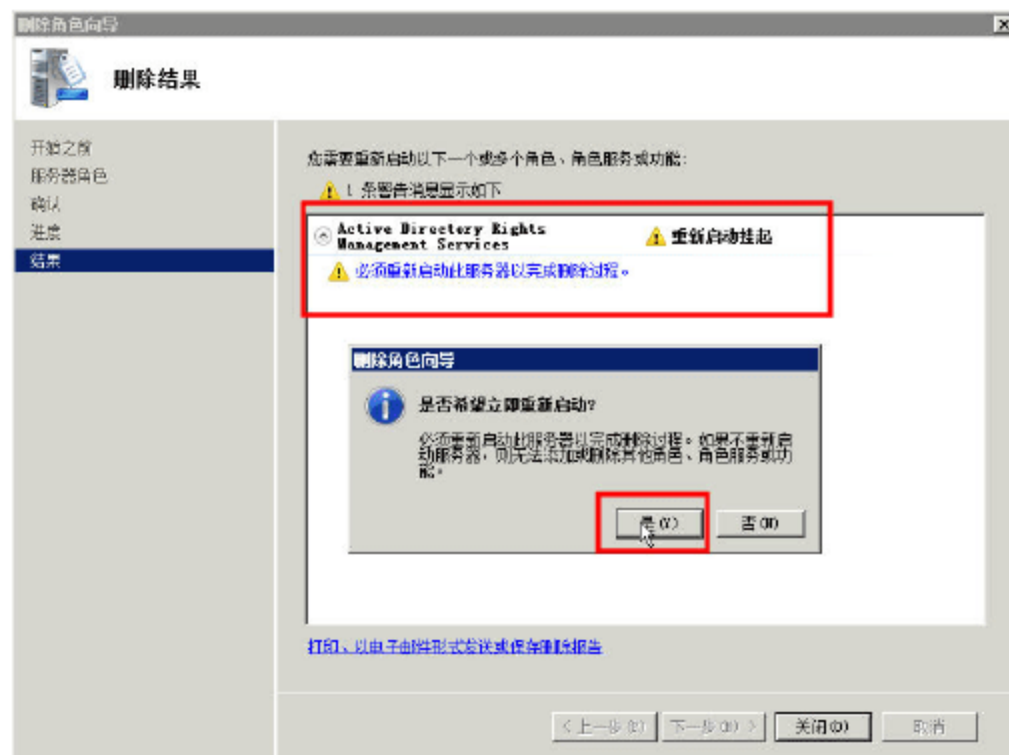 删除角色向导
删除结果
开始之前
服务器角色
确认
进度
结果
您需要重新启动以下一个或多个角色、角色服务或功能:
1 条警告消息显示如下
Active Directory Rights
Management Services
重新启动挂起
必须重新启动此服务器以完成删除过程。
删除角色向导
是否希望立即重新启动?
必须重新启动此服务器以完成删除过程。如果不重新启
动服务器，则无法添加或删除其他角色、角色服务或功
能。
是(Y)
否(N)
打印、以电子邮件形式发送或保存删除报告
< 上一步(P)
下一步(N) >
关闭(O)
取消